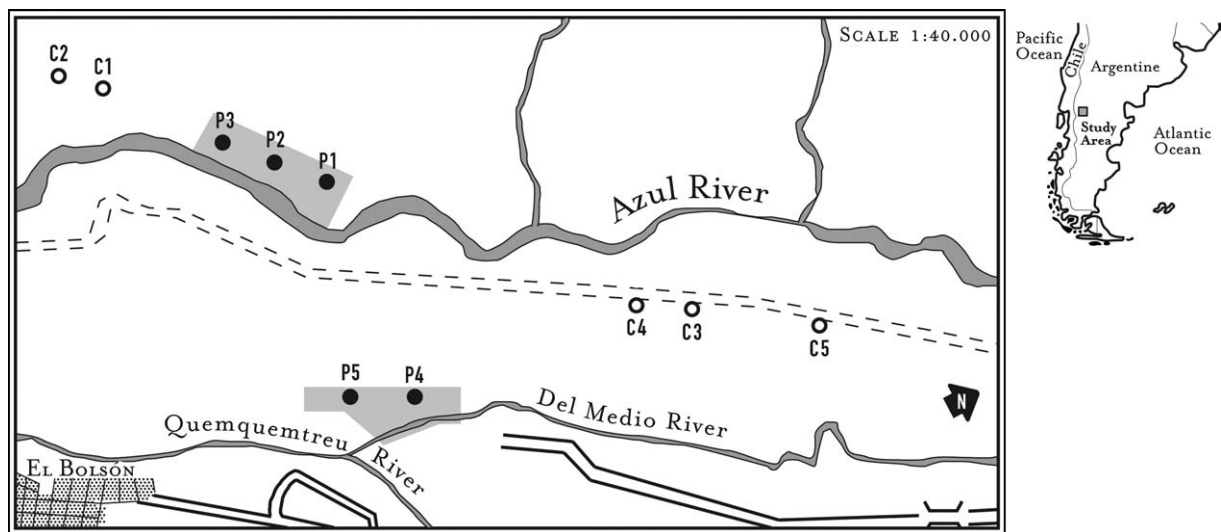 SCALE 1:40.000
C2
C1
P3
P2
P1
Azul River
C4
C3
C5
P5
P4
N
Del Medio River
Quemquemtreu
River
EL BOLSÓN
Pacific
Ocean
Chile
Argentine
Study
Area
Atlantic
Ocean